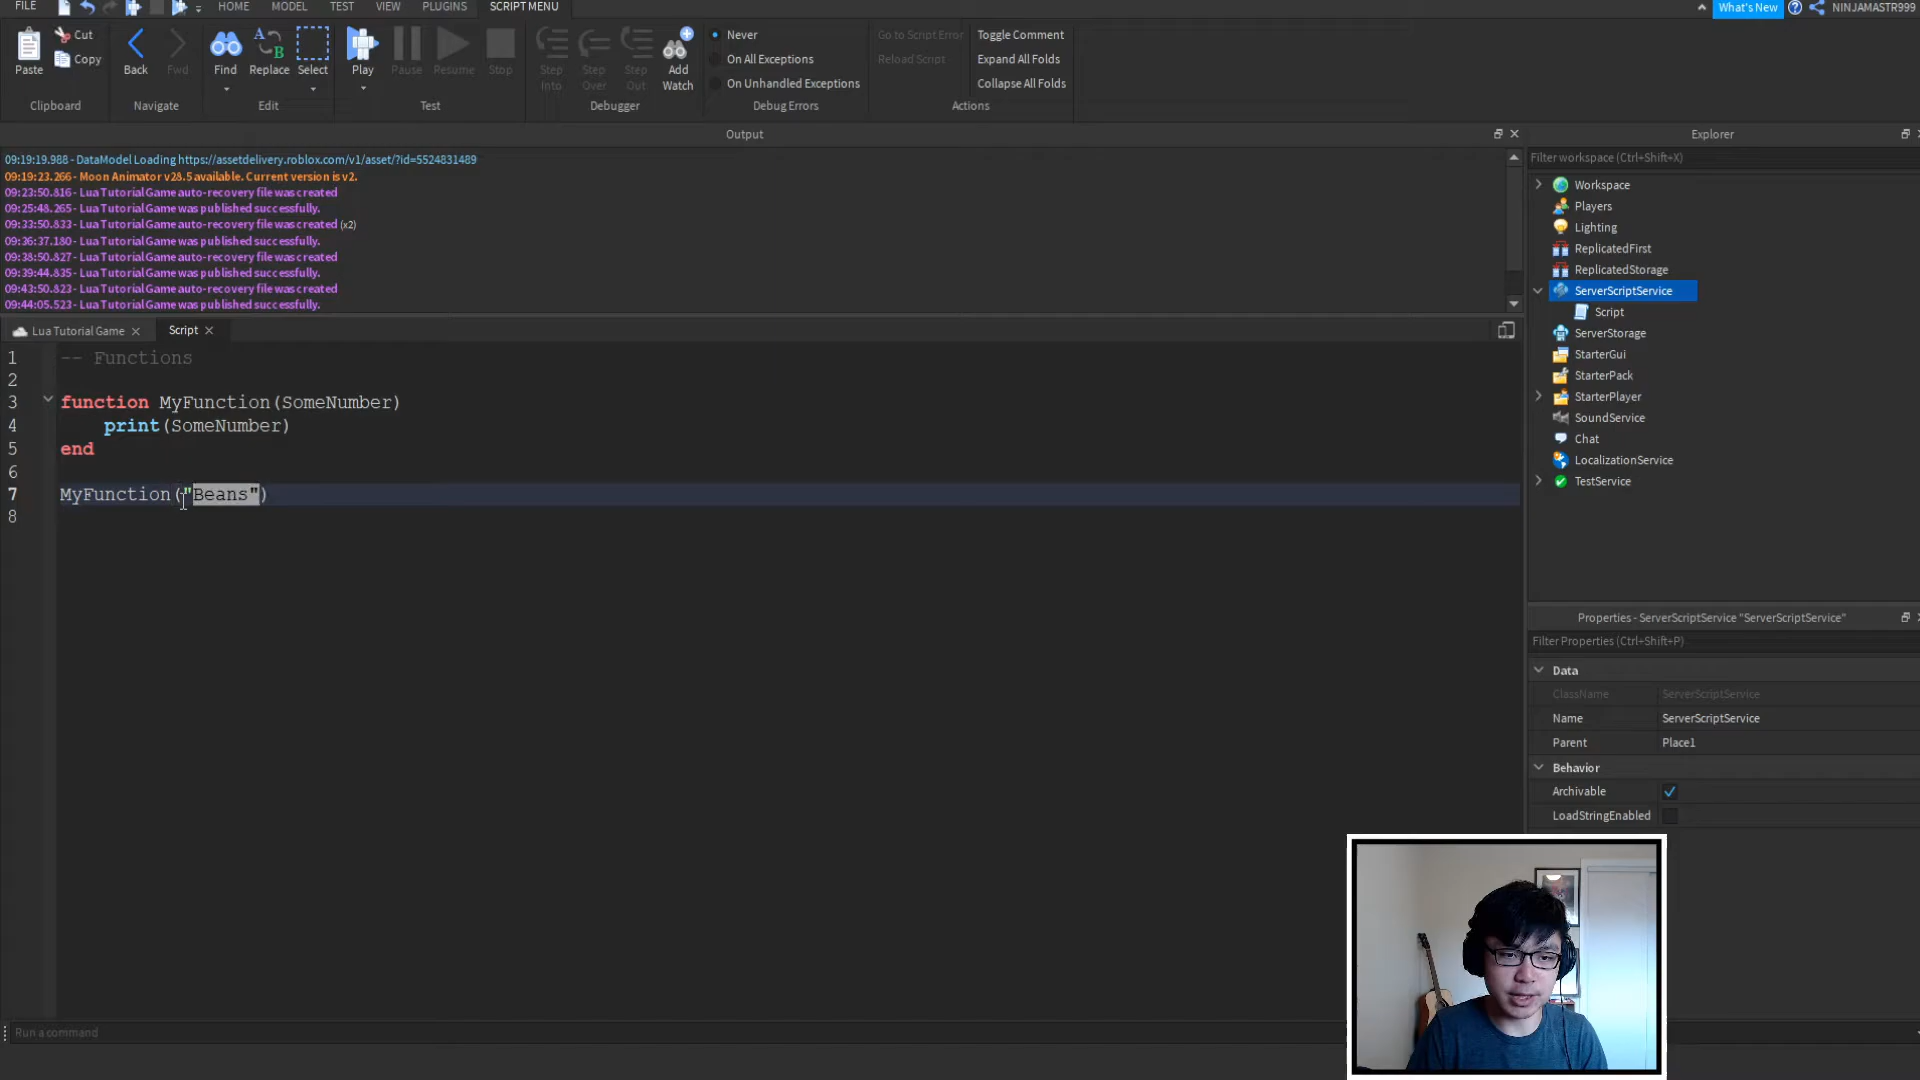 FILE HOME MODEL TEST VIEW PLUGINS SCRIPT MENU What's New NINJAMASTR999
Paste Cut Copy
Clipboard
Back Fwd
Navigate
Find Replace Select
Edit
Play Pause Resume Stop
Test
Step Into Step Over Step Out Add Watch
Debugger
Never
On All Exceptions
On Unhandled Exceptions
Debug Errors
Go to Script Error
Reload Script
Toggle Comment
Expand All Folds
Collapse All Folds
Actions
Output
09:19:19.988 - DataModel Loading https://assetdelivery.roblox.com/v1/asset/?id=5524831489
09:19:23.266 - Moon Animator v28.5 available. Current version is v2.
09:23:50.816 - Lua Tutorial Game auto-recovery file was created
09:25:48.265 - Lua Tutorial Game was published successfully.
09:33:50.833 - Lua Tutorial Game auto-recovery file was created (x2)
09:36:37.180 - Lua Tutorial Game was published successfully.
09:38:50.827 - Lua Tutorial Game auto-recovery file was created
09:39:44.835 - Lua Tutorial Game was published successfully.
09:43:50.823 - Lua Tutorial Game auto-recovery file was created
09:44:05.523 - Lua Tutorial Game was published successfully.
Lua Tutorial Game Script
1 -- Functions
2
3 function MyFunction(SomeNumber)
4 print(SomeNumber)
5 end
6
7 MyFunction("Beans")
8
Run a command
Explorer
Filter workspace (Ctrl+Shift+X)
Workspace
Players
Lighting
ReplicatedFirst
ReplicatedStorage
ServerScriptService
Script
ServerStorage
StarterGui
StarterPack
StarterPlayer
SoundService
Chat
LocalizationService
TestService
Properties - ServerScriptService "ServerScriptService"
Filter Properties (Ctrl+Shift+P)
Data
ClassName ServerScriptService
Name ServerScriptService
Parent Place1
Behavior
Archivable
LoadStringEnabled